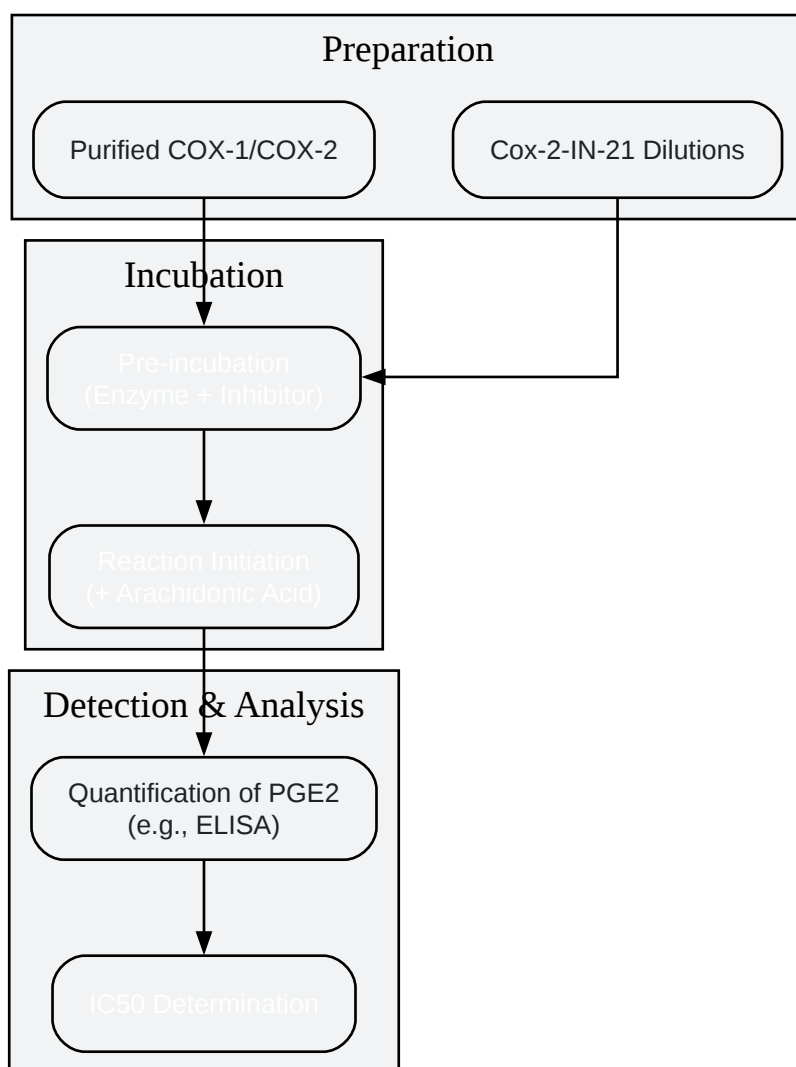 Preparation
Purified COX-1/COX-2
Cox-2-IN-21 Dilutions
Incubation
Pre-incubation
(Enzyme + Inhibitor)
Reaction Initiation
(+ Arachidonic Acid)
Detection & Analysis
Quantification of PGE2
(e.g., ELISA)
IC50 Determination